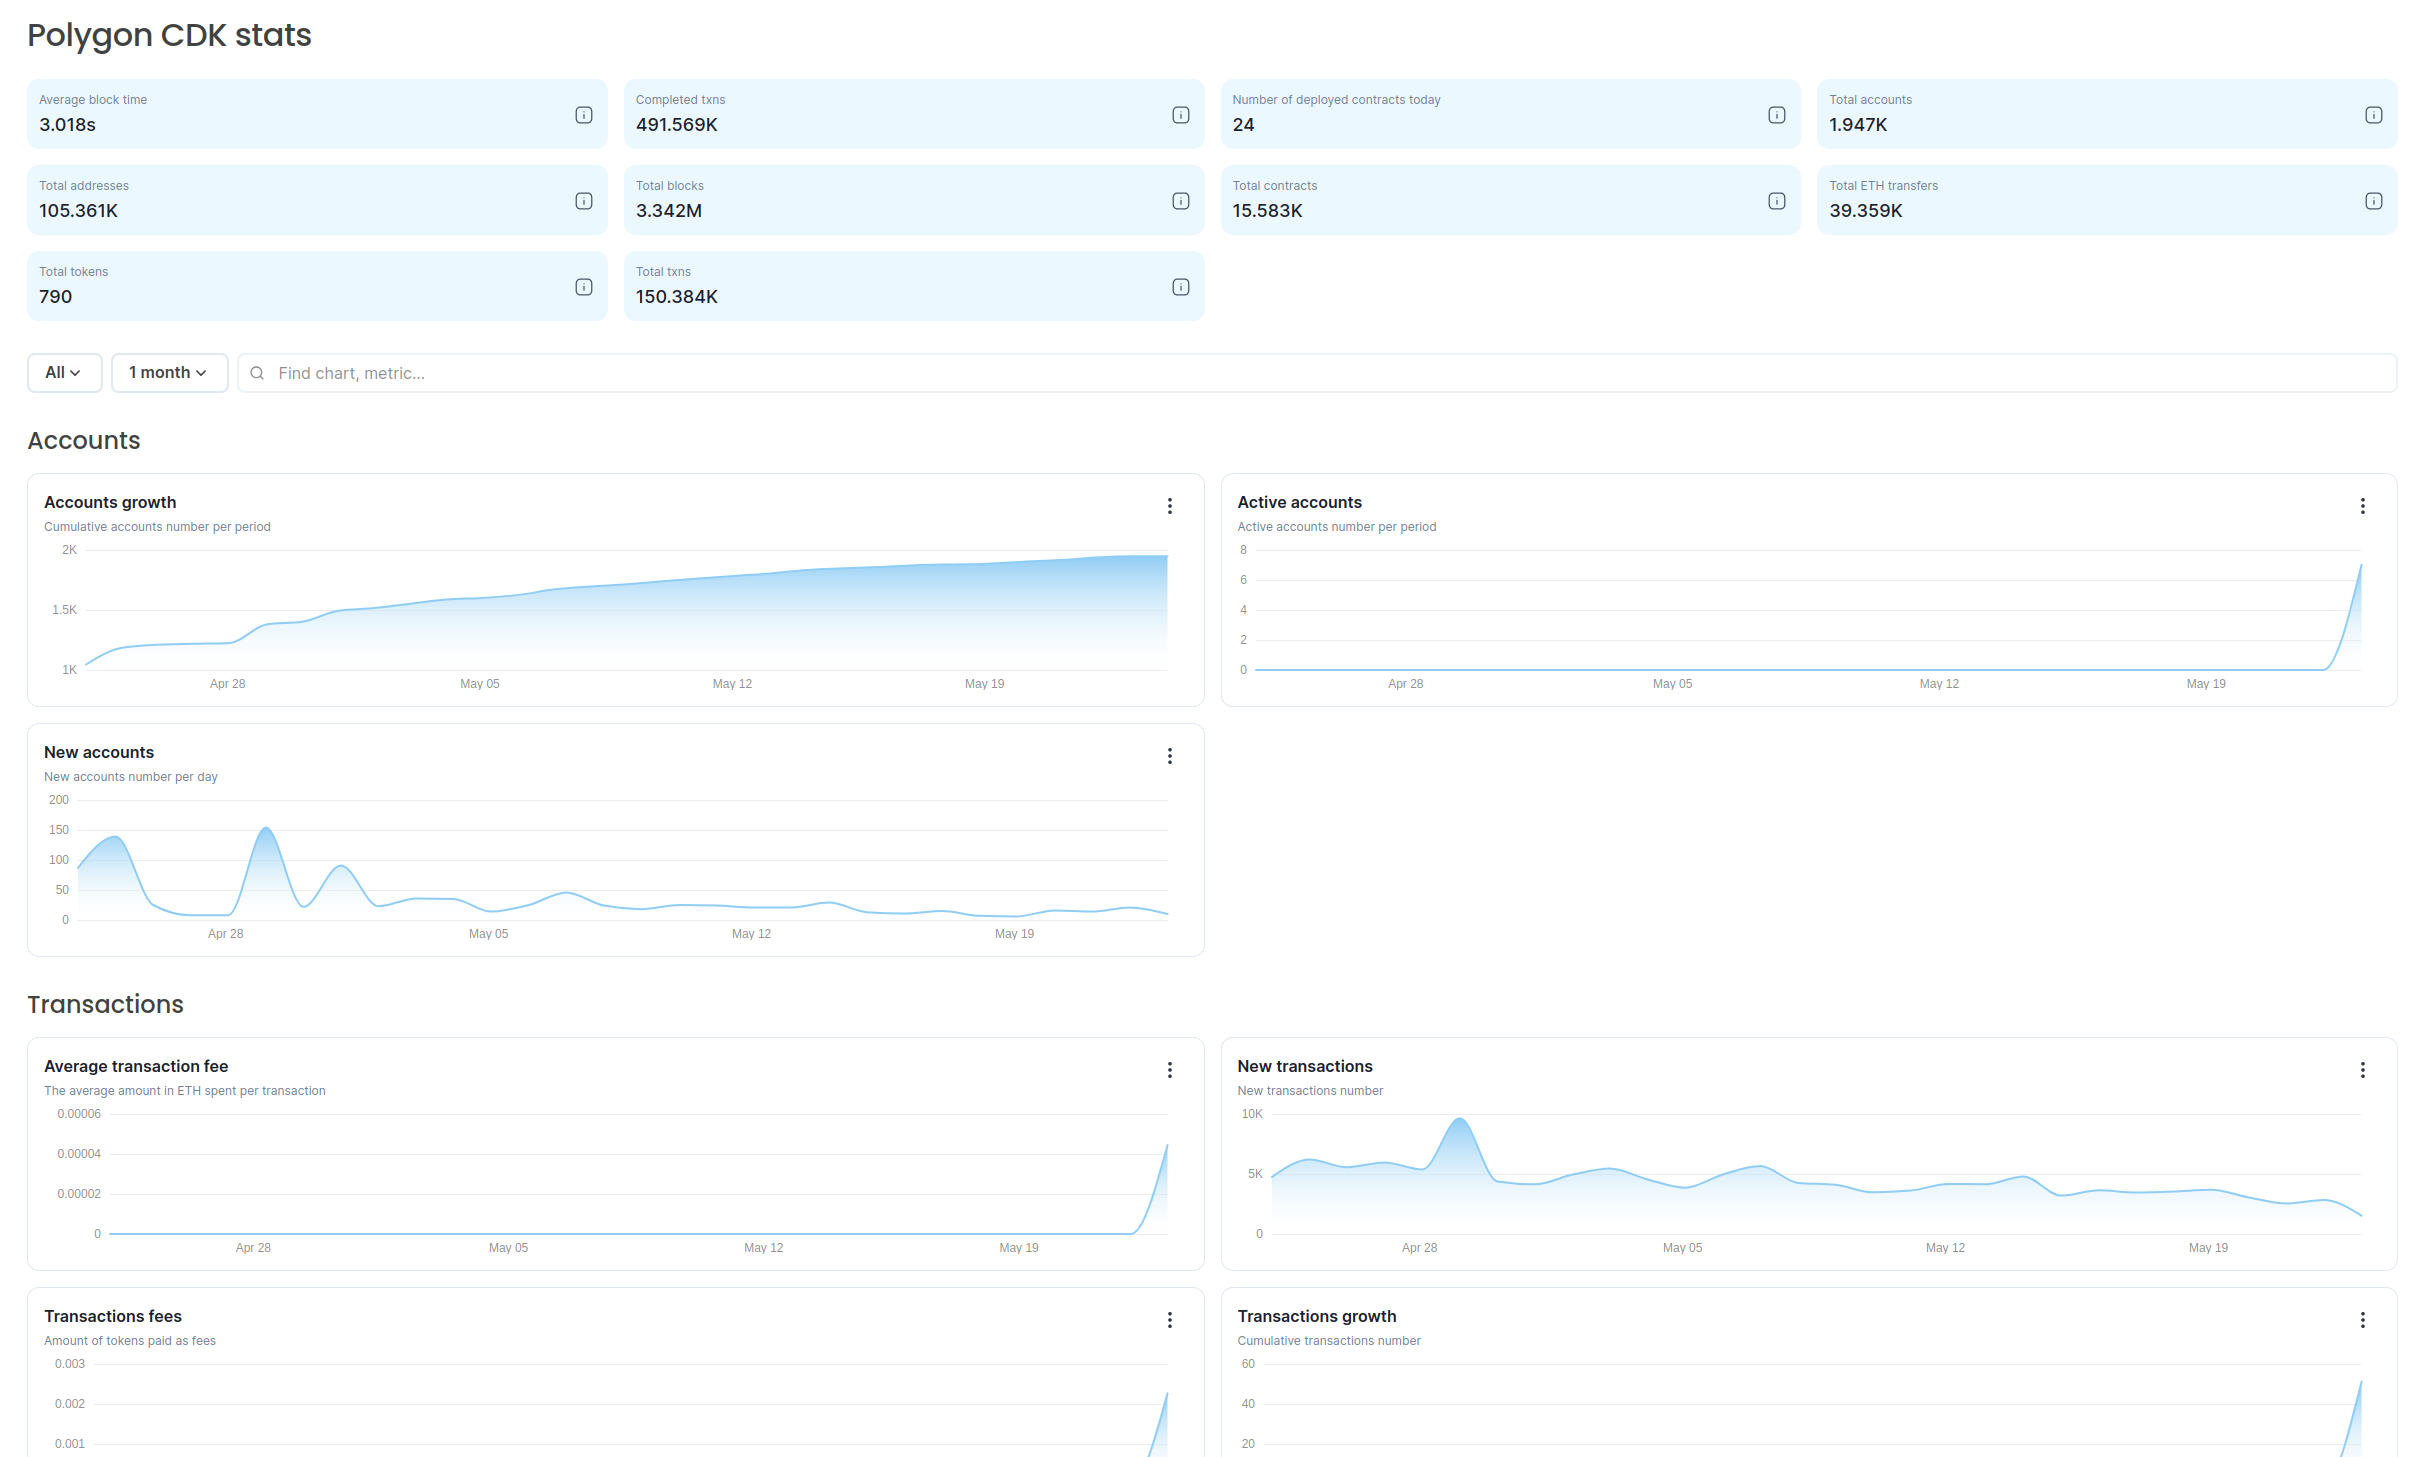 Polygon CDK stats
Average block time
3.018s
Completed txns
491.569K
Number of deployed contracts today
24
Total accounts
1.947K
Total addresses
105.361K
Total blocks
3.342M
Total contracts
15.583K
Total ETH transfers
39.359K
Total tokens
790
Total txns
150.384K
All
1 month
Find chart, metric...
Accounts
Accounts growth
Cumulative accounts number per period
2K
1.5K
1K
Apr 28 May 05 May 12 May 19
Active accounts
Active accounts number per period
8
6
4
2
0
Apr 28 May 05 May 12 May 19
New accounts
New accounts number per day
200
150
100
50
0
Apr 28 May 05 May 12 May 19
Transactions
Average transaction fee
The average amount in ETH spent per transaction
0.00006
0.00004
0.00002
0
Apr 28 May 05 May 12 May 19
New transactions
New transactions number
10K
5K
0
Apr 28 May 05 May 12 May 19
Transactions fees
Amount of tokens paid as fees
0.003
0.002
0.001
Transactions growth
Cumulative transactions number
60
40
20